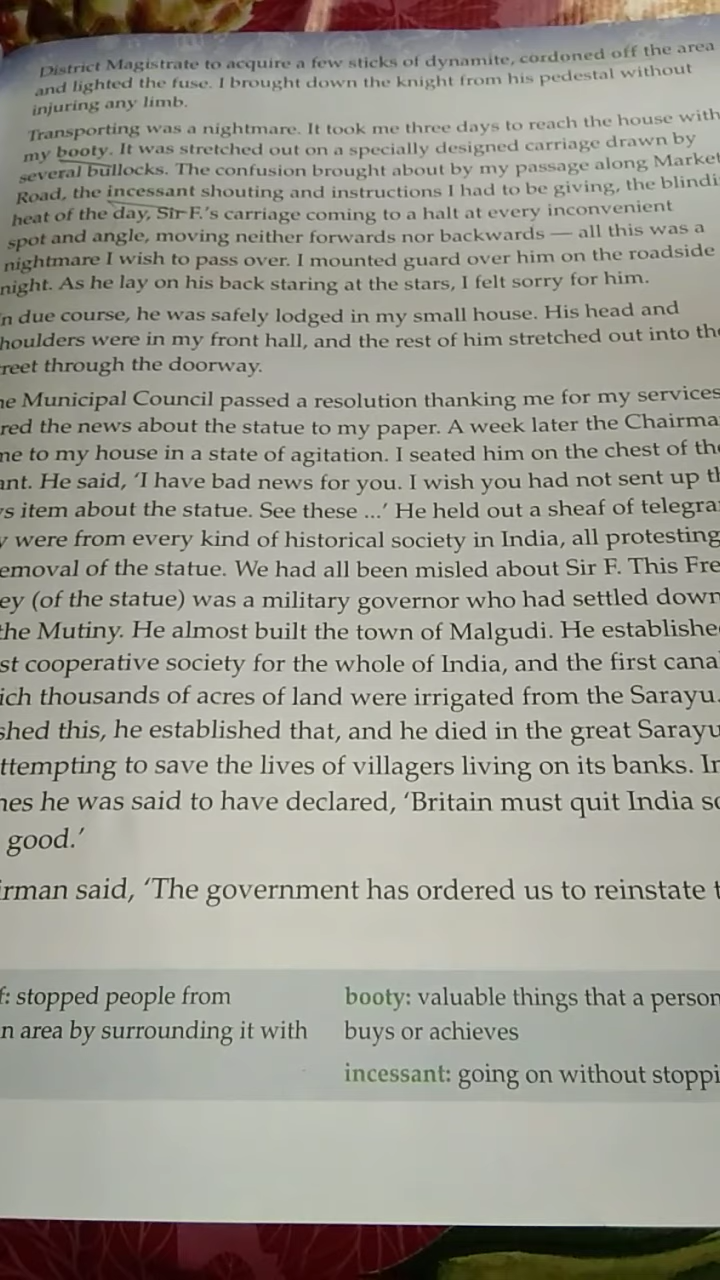 District Magistrate to acquire a few sticks of dynamite, cordoned off the area
and lighted the fuse. I brought down the knight from his pedestal without
injuring any limb.
Transporting was a nightmare. It took me three days to reach the house with
my booty. It was stretched out on a specially designed carriage drawn by
several bullocks. The confusion brought about by my passage along Market
Road, the incessant shouting and instructions I had to be giving, the blindi
heat of the day, Sir F.'s carriage coming to a halt at every inconvenient
spot and angle, moving neither forwards nor backwards — all this was a
nightmare I wish to pass over. I mounted guard over him on the roadside
night. As he lay on his back staring at the stars, I felt sorry for him.
n due course, he was safely lodged in my small house. His head and
houlders were in my front hall, and the rest of him stretched out into the
reet through the doorway.
he Municipal Council passed a resolution thanking me for my services
red the news about the statue to my paper. A week later the Chairma
me to my house in a state of agitation. I seated him on the chest of the
ant. He said, 'I have bad news for you. I wish you had not sent up th
s item about the statue. See these ...' He held out a sheaf of telegra
y were from every kind of historical society in India, all protesting
emoval of the statue. We had all been misled about Sir F. This Fre
ey (of the statue) was a military governor who had settled down
the Mutiny. He almost built the town of Malgudi. He establishe
st cooperative society for the whole of India, and the first cana
ich thousands of acres of land were irrigated from the Sarayu.
shed this, he established that, and he died in the great Sarayu
ttempting to save the lives of villagers living on its banks. In
nes he was said to have declared, 'Britain must quit India so
good.'
irman said, 'The government has ordered us to reinstate t
f: stopped people from
n area by surrounding it with
booty: valuable things that a person
buys or achieves
incessant: going on without stoppi